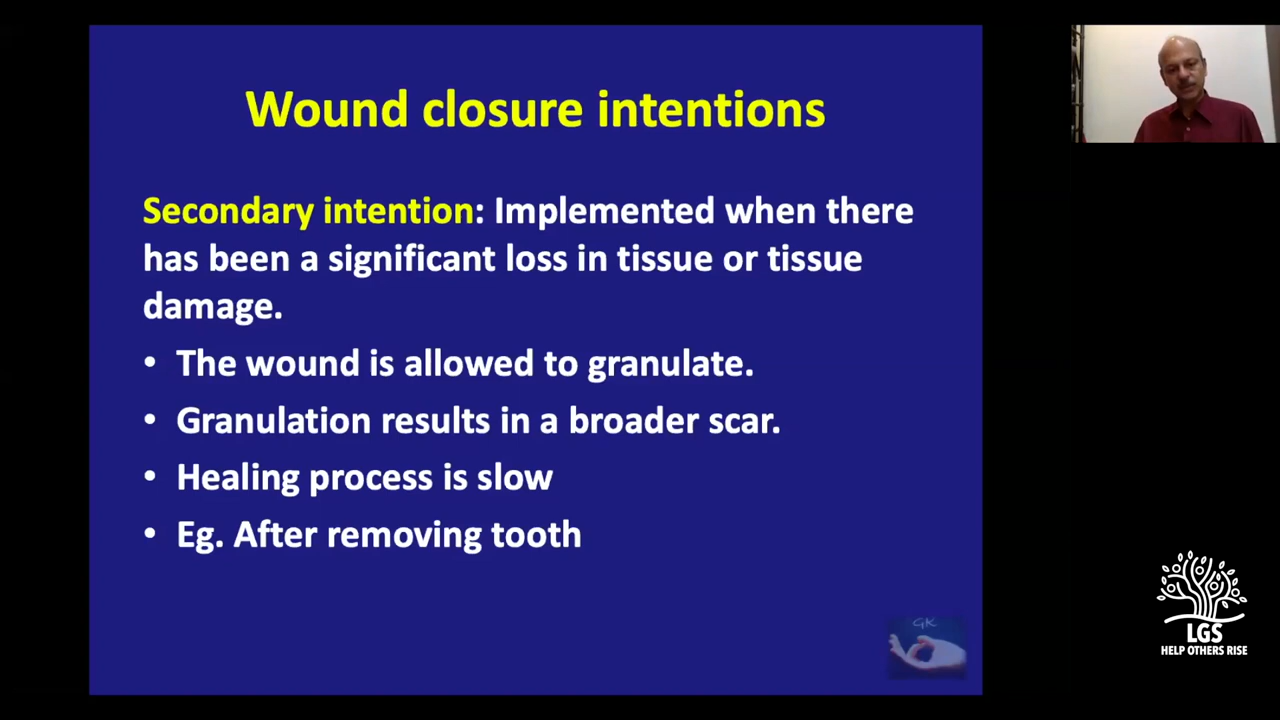 Wound closure intentions
Secondary intention: Implemented when there
has been a significant loss in tissue or tissue
damage.
• The wound is allowed to granulate.
• Granulation results in a broader scar.
• Healing process is slow
• Eg. After removing tooth
GK
LGS
HELP OTHERS RISE